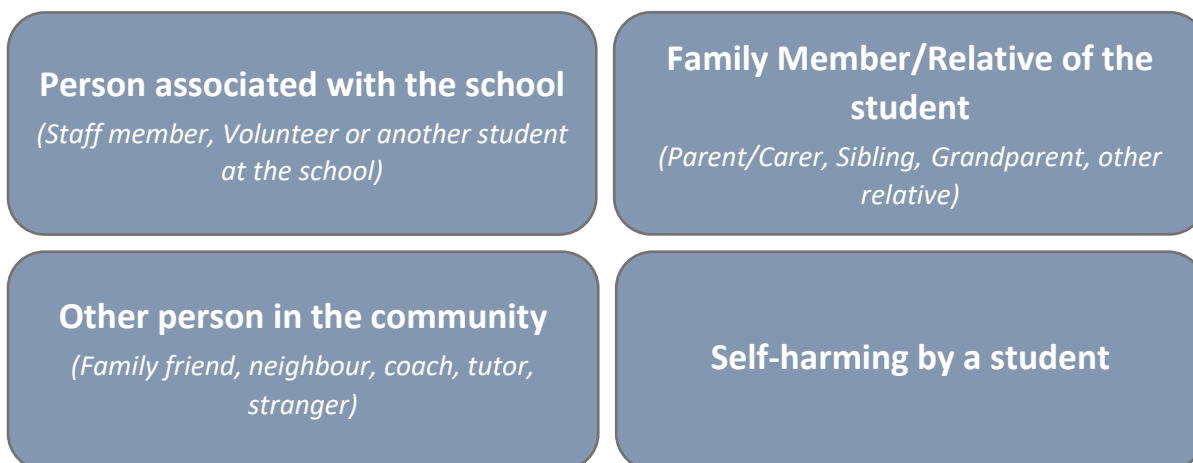 Person associated with the school
(Staff member, Volunteer or another student
at the school)
Family Member/Relative of the
student
(Parent/Carer, Sibling, Grandparent, other
relative)
Other person in the community
(Family friend, neighbour, coach, tutor,
stranger)
Self-harming by a student